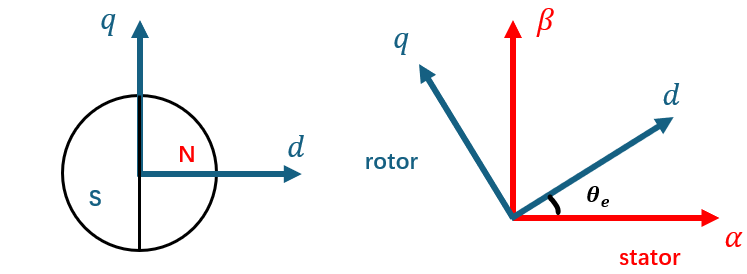 q
d
N
S
β
q
d
rotor
θe
α
stator